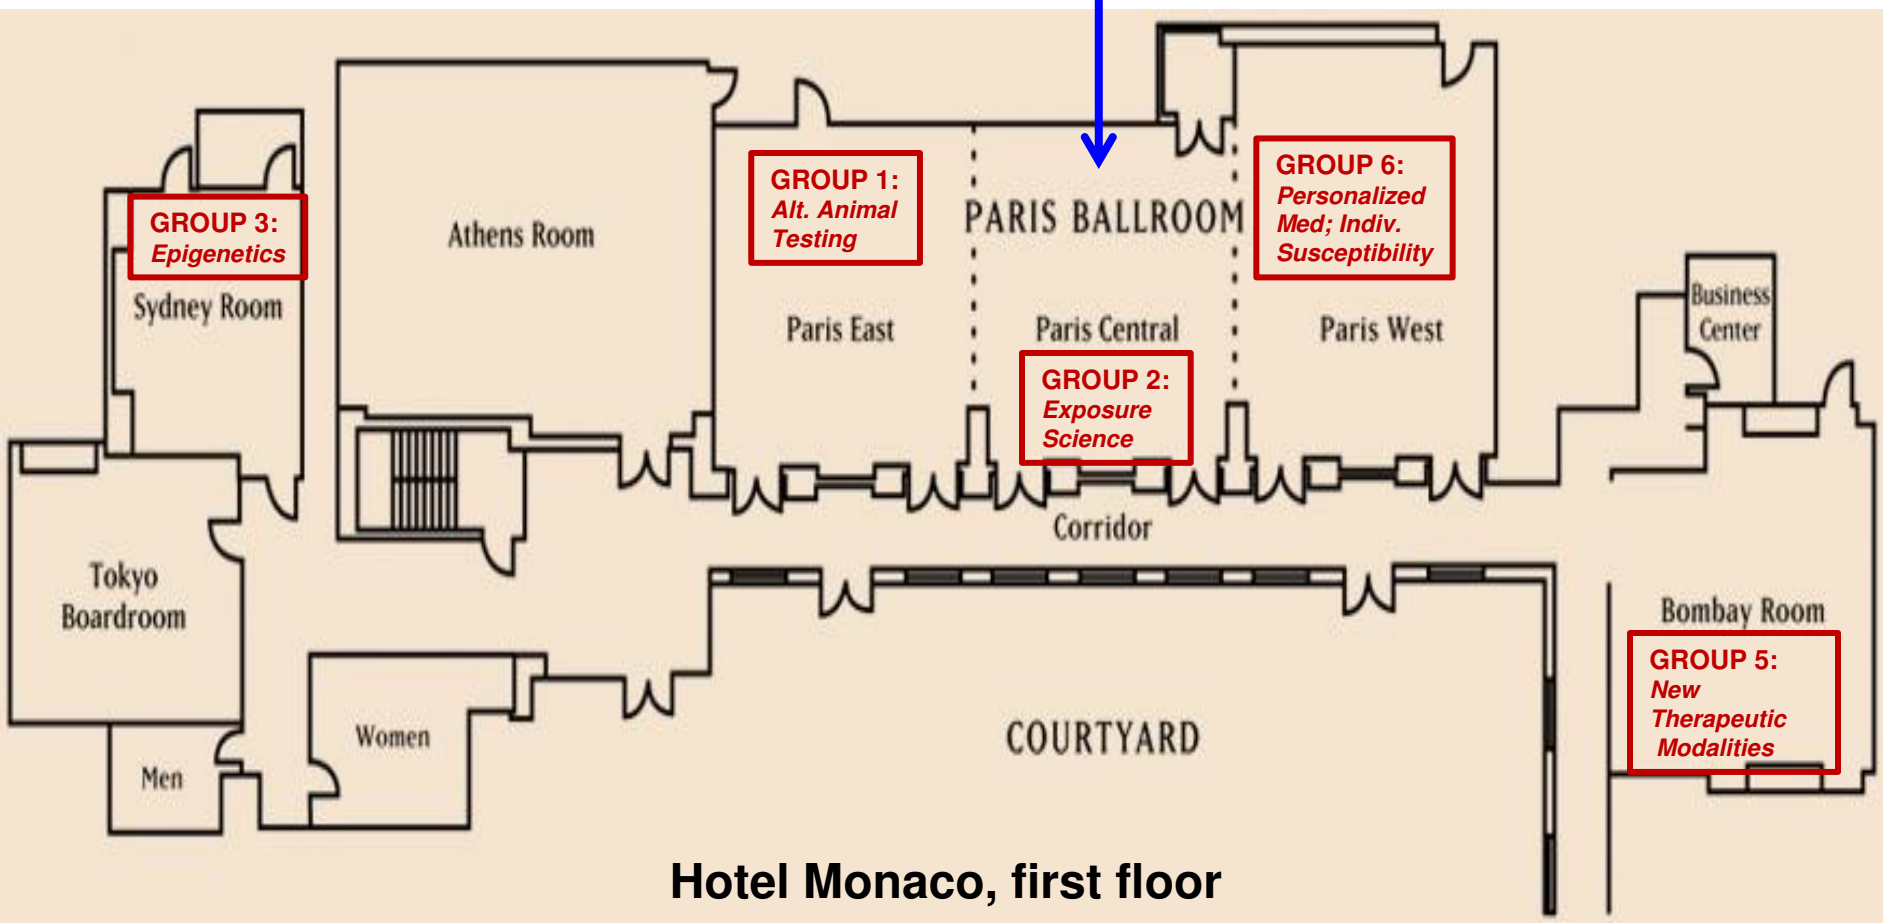 GROUP 3:
Epigenetics
Sydney Room
Athens Room
GROUP 1:
Alt. Animal
Testing
Paris East
PARIS BALLROOM
Paris Central
GROUP 2:
Exposure
Science
GROUP 6:
Personalized
Med; Indiv.
Susceptibility
Paris West
Business
Center
Corridor
Tokyo
Boardroom
Men
Women
COURTYARD
Bombay Room
GROUP 5:
New
Therapeutic
Modalities
Hotel Monaco, first floor